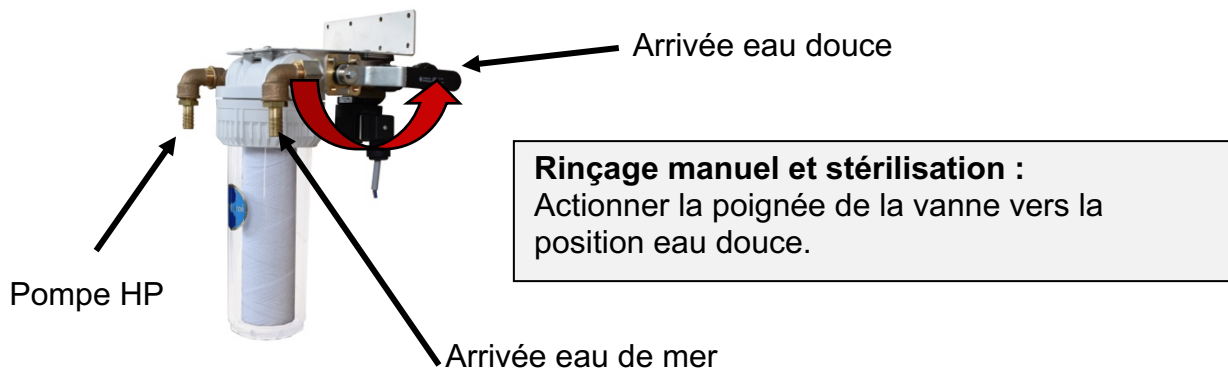 Arrivée eau douce
Rinçage manuel et stérilisation :
Actionner la poignée de la vanne vers la
position eau douce.
Pompe HP
Arrivée eau de mer